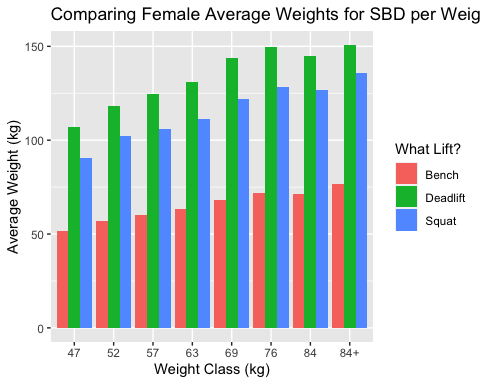 Comparing Female Average Weights for SBD per Weig
150
100
50
0
Average Weight (kg)
47 52 57 63 69 76 84 84+
Weight Class (kg)
What Lift?
Bench
Deadlift
Squat